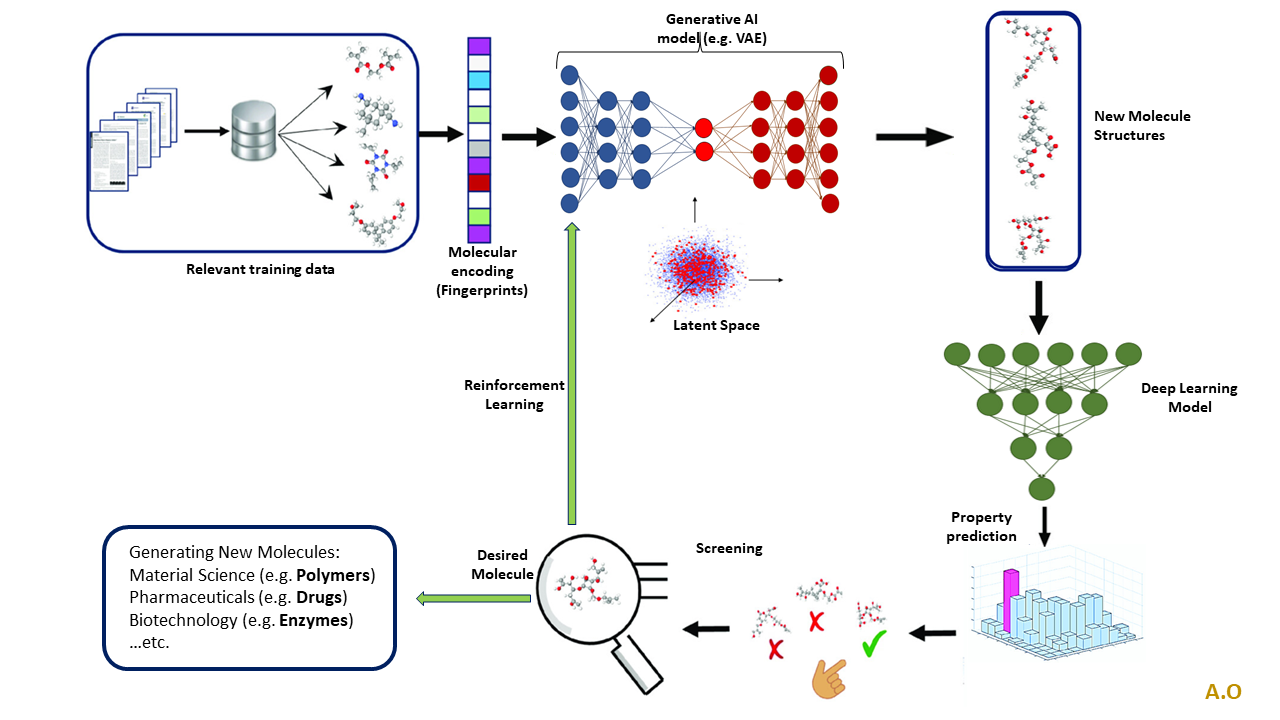 Generative AI
model (e.g. VAE)
New Molecule
Structures
Relevant training data
Molecular
encoding
(Fingerprints)
Latent Space
Reinforcement
Learning
Deep Learning
Model
Property
prediction
Screening
Desired
Molecule
Generating New Molecules:
Material Science (e.g. Polymers)
Pharmaceuticals (e.g. Drugs)
Biotechnology (e.g. Enzymes)
...etc.
A.O